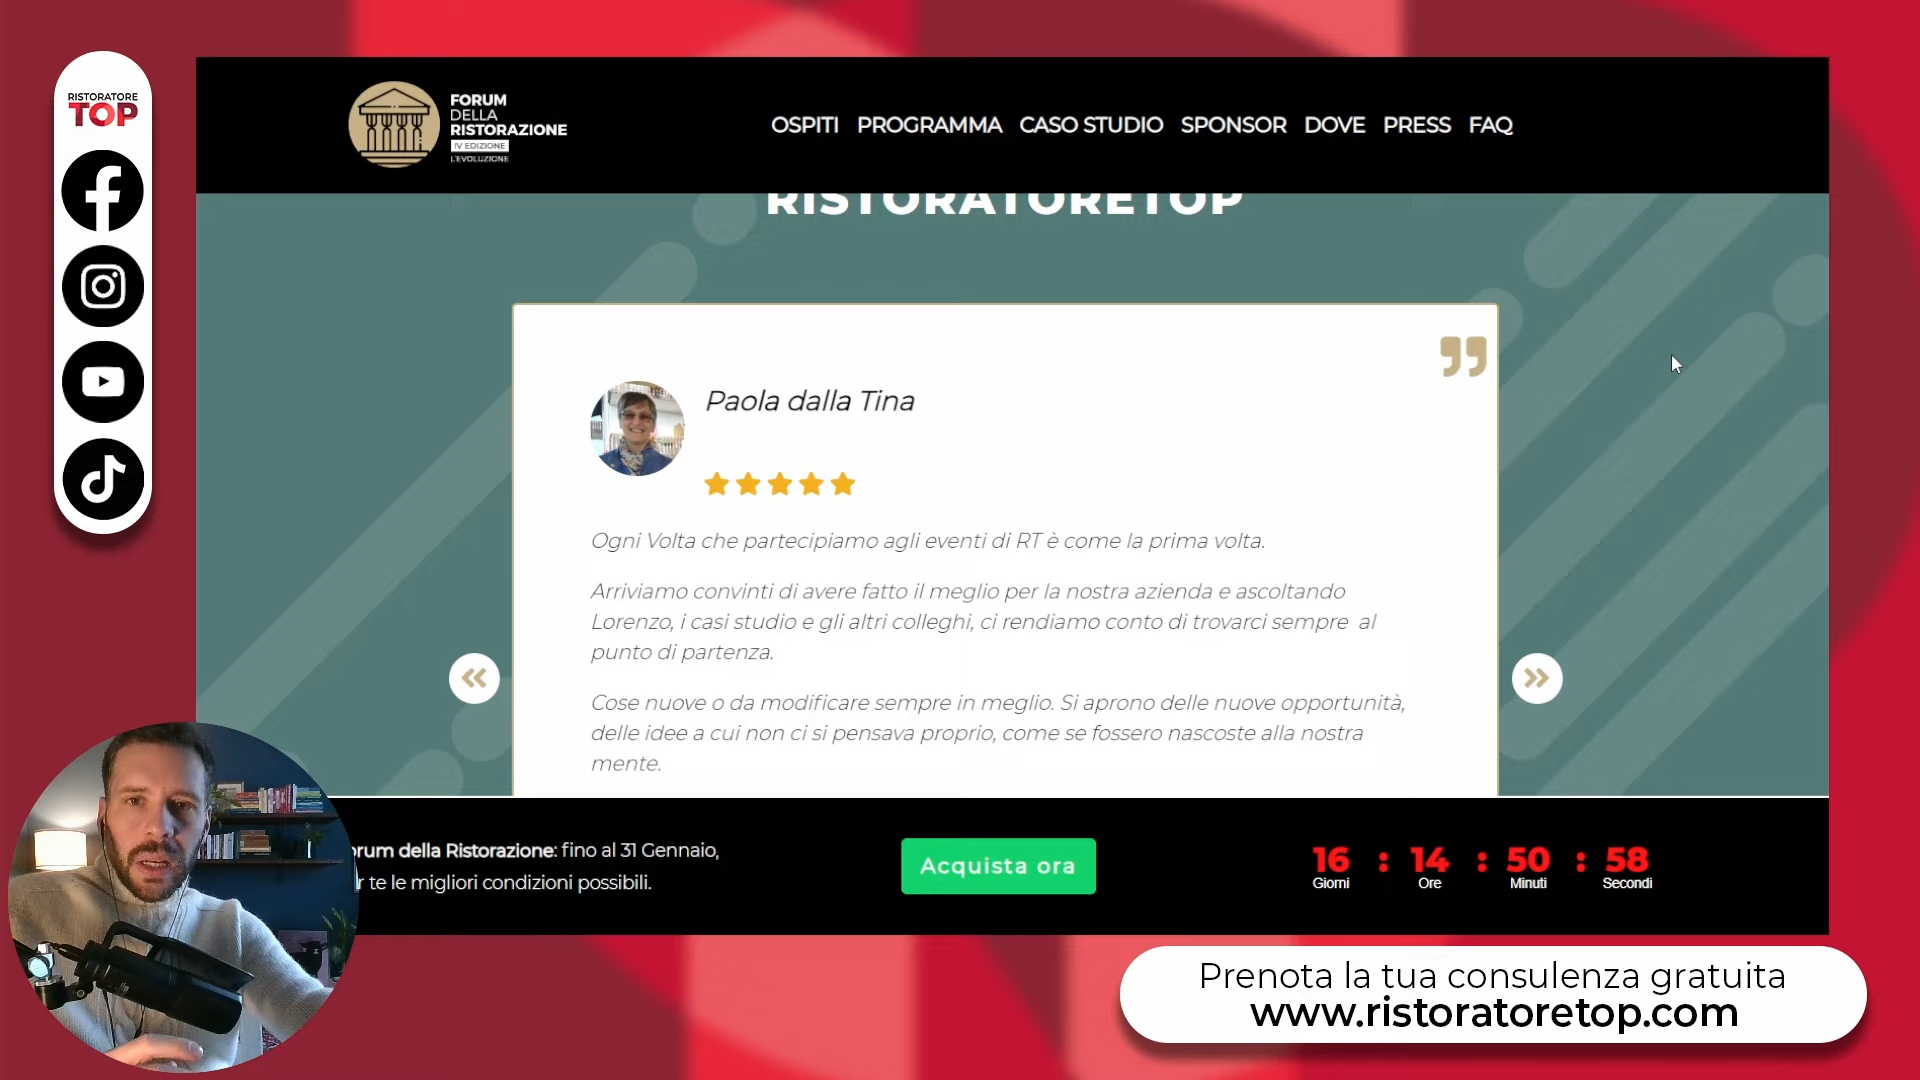 RISTORATORE
TOP
FORUM
DELLA
RISTORAZIONE
IV EDIZIONE
L'EVOLUZIONE
OSPITI PROGRAMMA CASO STUDIO SPONSOR DOVE PRESS FAQ
RISTORATORETOP
Paola dalla Tina
Ogni Volta che partecipiamo agli eventi di RT è come la prima volta.
Arriviamo convinti di avere fatto il meglio per la nostra azienda e ascoltando
Lorenzo, i casi studio e gli altri colleghi, ci rendiamo conto di trovarci sempre al
punto di partenza.
Cose nuove o da modificare sempre in meglio. Si aprono delle nuove opportunità,
delle idee a cui non ci si pensava proprio, come se fossero nascoste alla nostra
mente.
orum della Ristorazione: fino al 31 Gennaio,
r te le migliori condizioni possibili.
Acquista ora
16 : 14 : 50 : 58
Giorni Ore Minuti Secondi
Prenota la tua consulenza gratuita
www.ristoratoretop.com